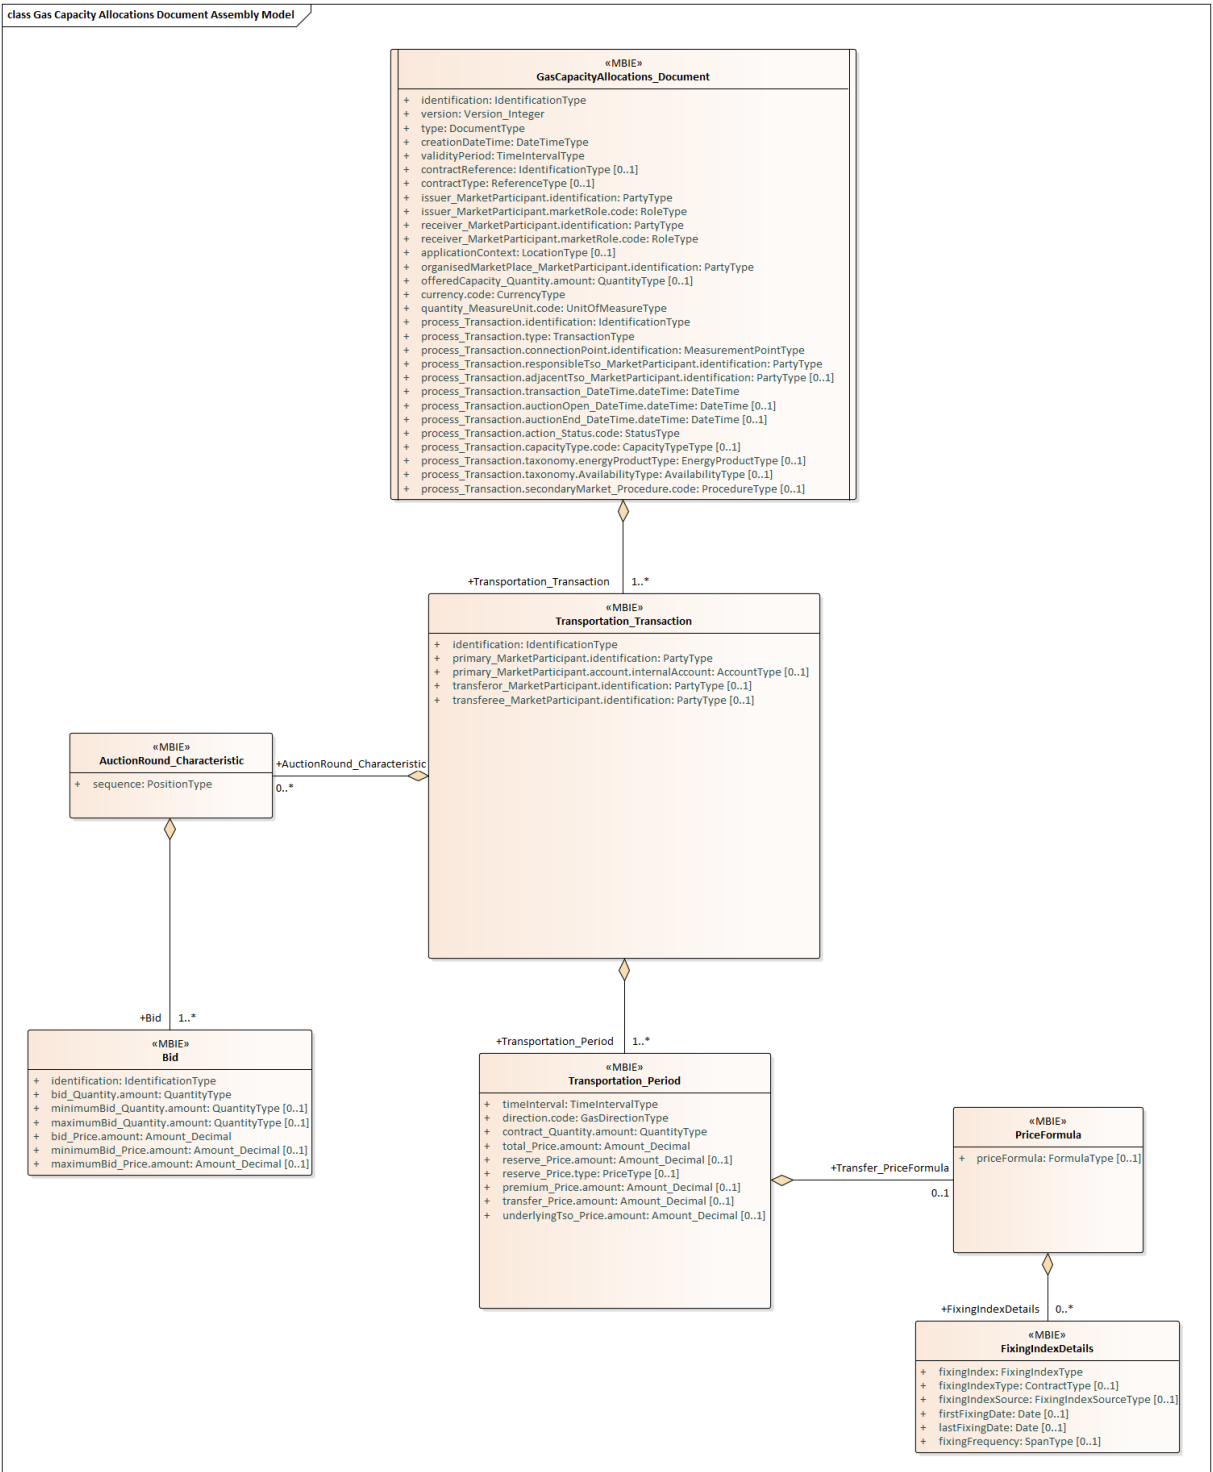 class Gas Capacity Allocations Document Assembly Model
«MBIE»
GasCapacityAllocations_Document
+ identification: IdentificationType
+ version: Version_Integer
+ type: DocumentType
+ creationDateTime: DateTimeType
+ validityPeriod: TimeIntervalType
+ contractReference: IdentificationType [0..1]
+ contractType: ReferenceType [0..1]
+ issuer_MarketParticipant.identification: PartyType
+ issuer_MarketParticipant.marketRole.code: RoleType
+ receiver_MarketParticipant.identification: PartyType
+ receiver_MarketParticipant.marketRole.code: RoleType
+ applicationContext: LocationType [0..1]
+ organisedMarketPlace_MarketParticipant.identification: PartyType
+ offeredCapacity_Quantity.amount: QuantityType [0..1]
+ currency.code: CurrencyType
+ quantity_MeasureUnit.code: UnitOfMeasureType
+ process_Transaction.identification: IdentificationType
+ process_Transaction.type: TransactionType
+ process_Transaction.connectionPoint.identification: MeasurementPointType
+ process_Transaction.responsibleTso_MarketParticipant.identification: PartyType
+ process_Transaction.adjacentTso_MarketParticipant.identification: PartyType [0..1]
+ process_Transaction.transaction_DateTime.dateTime: DateTime
+ process_Transaction.auctionOpen_DateTime.dateTime: DateTime [0..1]
+ process_Transaction.auctionEnd_DateTime.dateTime: DateTime [0..1]
+ process_Transaction.action_Status.code: StatusType
+ process_Transaction.capacityType.code: CapacityTypeType [0..1]
+ process_Transaction.taxonomy.energyProductType: EnergyProductType [0..1]
+ process_Transaction.taxonomy.AvailabilityType: AvailabilityType [0..1]
+ process_Transaction.secondaryMarket_Procedure.code: ProcedureType [0..1]
+Transportation_Transaction 1..*
«MBIE»
Transportation_Transaction
+ identification: IdentificationType
+ primary_MarketParticipant.identification: PartyType
+ primary_MarketParticipant.account.internalAccount: AccountType [0..1]
+ transferor_MarketParticipant.identification: PartyType [0..1]
+ transferee_MarketParticipant.identification: PartyType [0..1]
+AuctionRound_Characteristic
0..*
«MBIE»
AuctionRound_Characteristic
+ sequence: PositionType
+Bid 1..*
«MBIE»
Bid
+ identification: IdentificationType
+ bid_Quantity.amount: QuantityType
+ minimumBid_Quantity.amount: QuantityType [0..1]
+ maximumBid_Quantity.amount: QuantityType [0..1]
+ bid_Price.amount: Amount_Decimal
+ minimumBid_Price.amount: Amount_Decimal [0..1]
+ maximumBid_Price.amount: Amount_Decimal [0..1]
+Transportation_Period 1..*
«MBIE»
Transportation_Period
+ timeInterval: TimeIntervalType
+ direction.code: GasDirectionType
+ contract_Quantity.amount: QuantityType
+ total_Price.amount: Amount_Decimal
+ reserve_Price.amount: Amount_Decimal [0..1]
+ reserve_Price.type: PriceType [0..1]
+ premium_Price.amount: Amount_Decimal [0..1]
+ transfer_Price.amount: Amount_Decimal [0..1]
+ underlyingTso_Price.amount: Amount_Decimal [0..1]
+Transfer_PriceFormula
0..1
«MBIE»
PriceFormula
+ priceFormula: FormulaType [0..1]
+FixingIndexDetails 0..*
«MBIE»
FixingIndexDetails
+ fixingIndex: FixingIndexType
+ fixingIndexType: ContractType [0..1]
+ fixingIndexSource: FixingIndexSourceType [0..1]
+ firstFixingDate: Date [0..1]
+ lastFixingDate: Date [0..1]
+ fixingFrequency: SpanType [0..1]